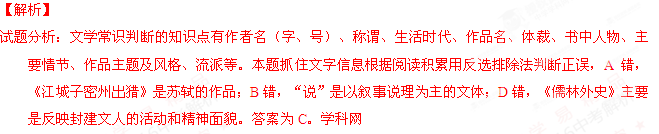 【解析】
试题分析：文学常识判断的知识点有作者名（字、号）、称谓、生活时代、作品名、体裁、书中人物、主
要情节、作品主题及风格、流派等。本题抓住文字信息根据阅读积累用反选排除法判断正误，A 错，
《江城子密州出猎》是苏轼的作品；B 错，“说”是以叙事说理为主的文体；D 错，《儒林外史》主要
是反映封建文人的活动和精神面貌。答案为 C。学科网